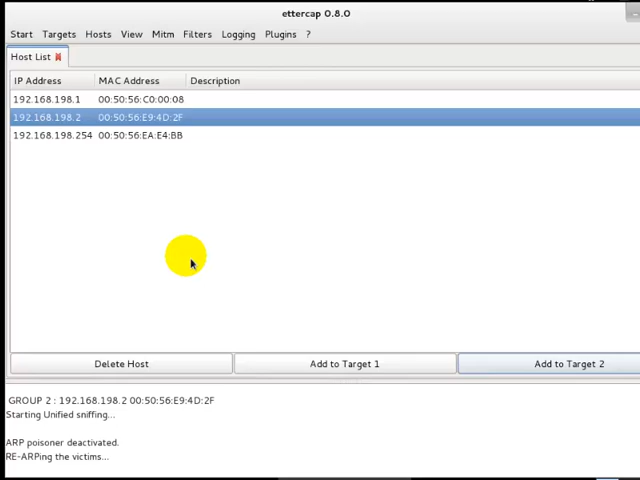 ettercap 0.8.0
Start Targets Hosts View Mitm Filters Logging Plugins ?
Host List
IP Address MAC Address Description
192.168.198.1 00:50:56:C0:00:08
192.168.198.2 00:50:56:E9:4D:2F
192.168.198.254 00:50:56:EA:E4:BB
Delete Host Add to Target 1 Add to Target 2
GROUP 2 : 192.168.198.2 00:50:56:E9:4D:2F
Starting Unified sniffing...
ARP poisoner deactivated.
RE-ARPing the victims...